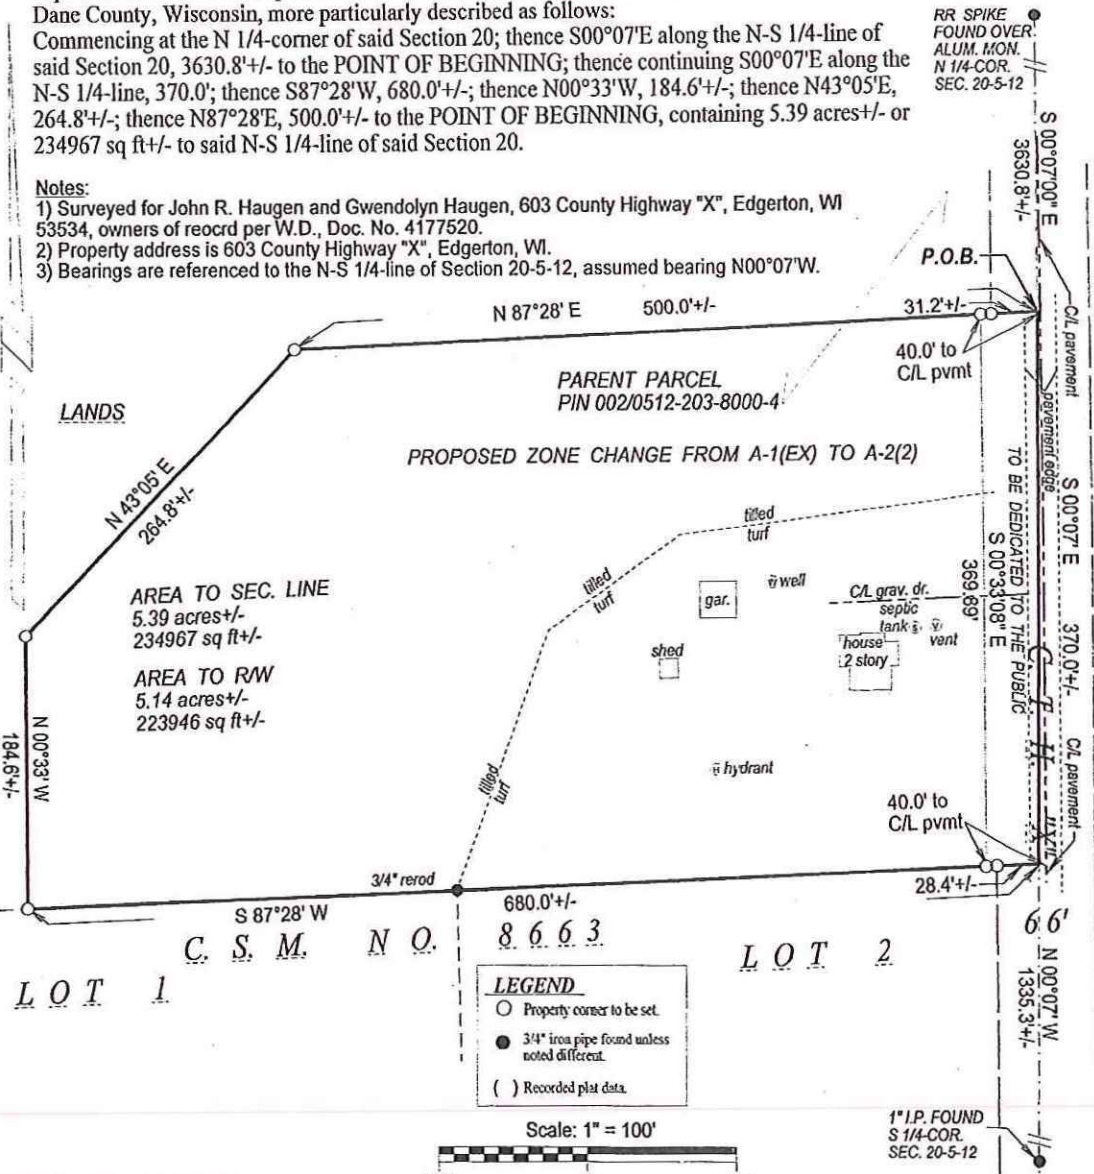 Dane County, Wisconsin, more particularly described as follows:
Commencing at the N 1/4-corner of said Section 20; thence S00°07'E along the N-S 1/4-line of
said Section 20, 3630.8'+/- to the POINT OF BEGINNING; thence continuing S00°07'E along the
N-S 1/4-line, 370.0'; thence S87°28'W, 680.0'+/-; thence N00°33'W, 184.6'+/-; thence N43°05'E,
264.8'+/-; thence N87°28'E, 500.0'+/- to the POINT OF BEGINNING, containing 5.39 acres+/- or
234967 sq ft+/- to said N-S 1/4-line of said Section 20.
RR SPIKE
FOUND OVER
ALUM. MON.
N 1/4-COR.
SEC. 20-5-12
S 00°07'00" E
3630.8'+/-
Notes:
1) Surveyed for John R. Haugen and Gwendolyn Haugen, 603 County Highway "X", Edgerton, WI
53534, owners of reocrd per W.D., Doc. No. 4177520.
2) Property address is 603 County Highway "X", Edgerton, WI.
3) Bearings are referenced to the N-S 1/4-line of Section 20-5-12, assumed bearing N00°07'W.
P.O.B.
N 87°28' E 500.0'+/-
31.2'+/-
40.0' to
C/L pvmt
C/L pavement
pavement edge
PARENT PARCEL
PIN 002/0512-203-8000-4
LANDS
PROPOSED ZONE CHANGE FROM A-1(EX) TO A-2(2)
N 43°05' E
264.8'+/-
TO BE DEDICATED TO THE PUBLIC
S 00°07' E 370.0'+/-
S 00°33'08" E
369.69'
tilled
turf
tilled
turf
well
gar.
C/L grav. dr.
septic
tank
vent
house
2 story
shed
AREA TO SEC. LINE
5.39 acres+/-
234967 sq ft+/-
AREA TO R/W
5.14 acres+/-
223946 sq ft+/-
C T H "X"
C/L pavement
N 00°33' W
184.6'+/-
hydrant
tilled
turf
40.0' to
C/L pvmt
3/4" rerod
28.4'+/-
S 87°28' W
680.0'+/-
66'
C. S. M. NO. 8663
LOT 1
LOT 2
N 00°07' W
1335.3'+/-
LEGEND
Property corner to be set.
3/4" iron pipe found unless
noted different.
( ) Recorded plat data.
Scale: 1" = 100'
1" I.P. FOUND
S 1/4-COR.
SEC. 20-5-12